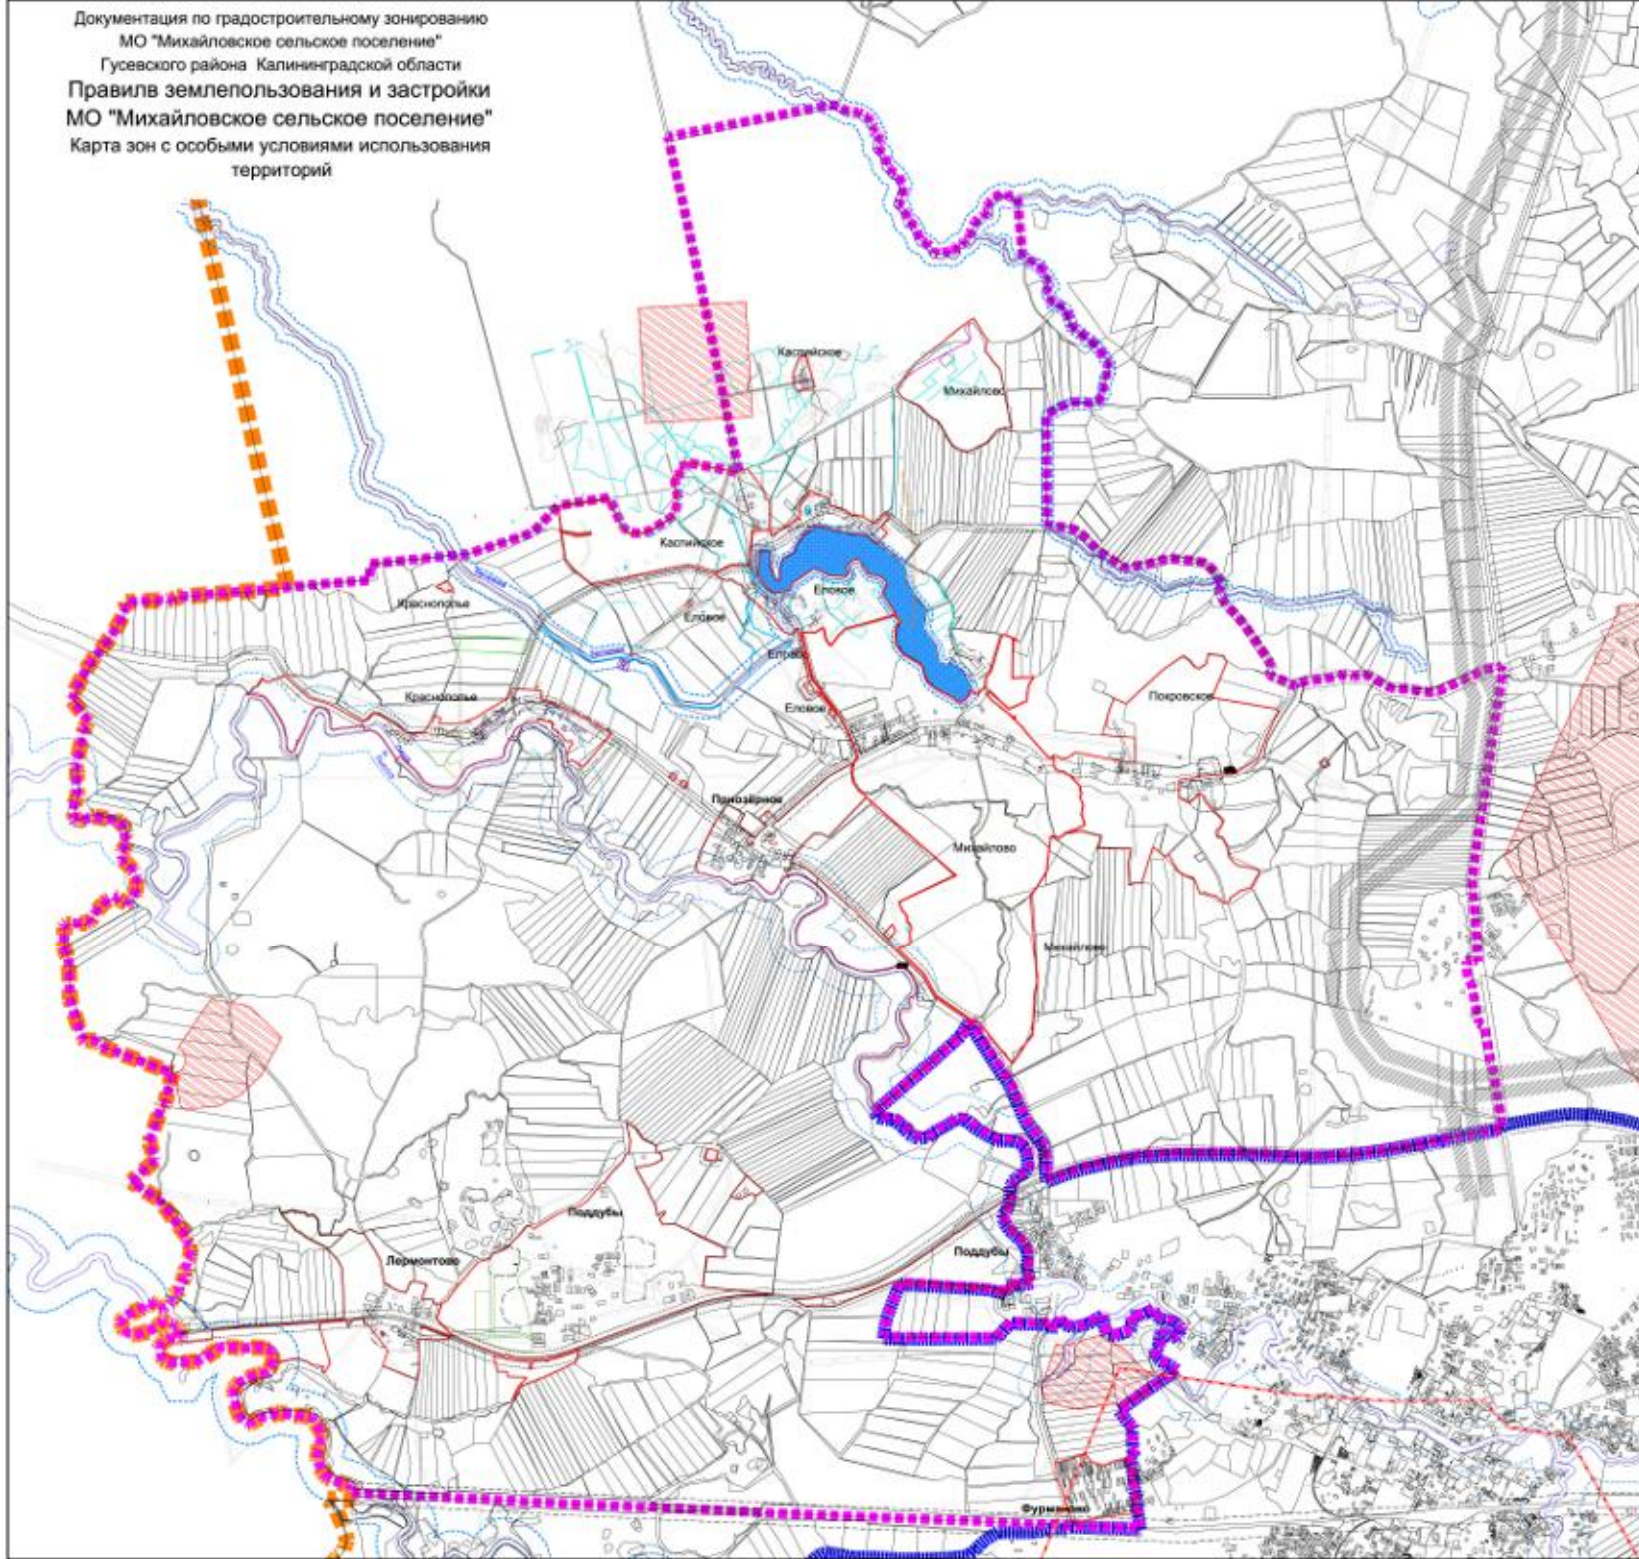 Документация по градостроительному зонированию
МО "Михайловское сельское поселение"
Гусевского района Калининградской области
Правилв землепользования и застройки
МО "Михайловское сельское поселение"
Карта зон с особыми условиями использования
территорий
Каспийское
Михайлово
Каспийское
Краснополье
Еловое
Еловое
Краснополье
Еловое
Покровское
Приозёрное
Михайлово
Михайлово
Поддубы
Поддубы
Лермонтово
Фурманово